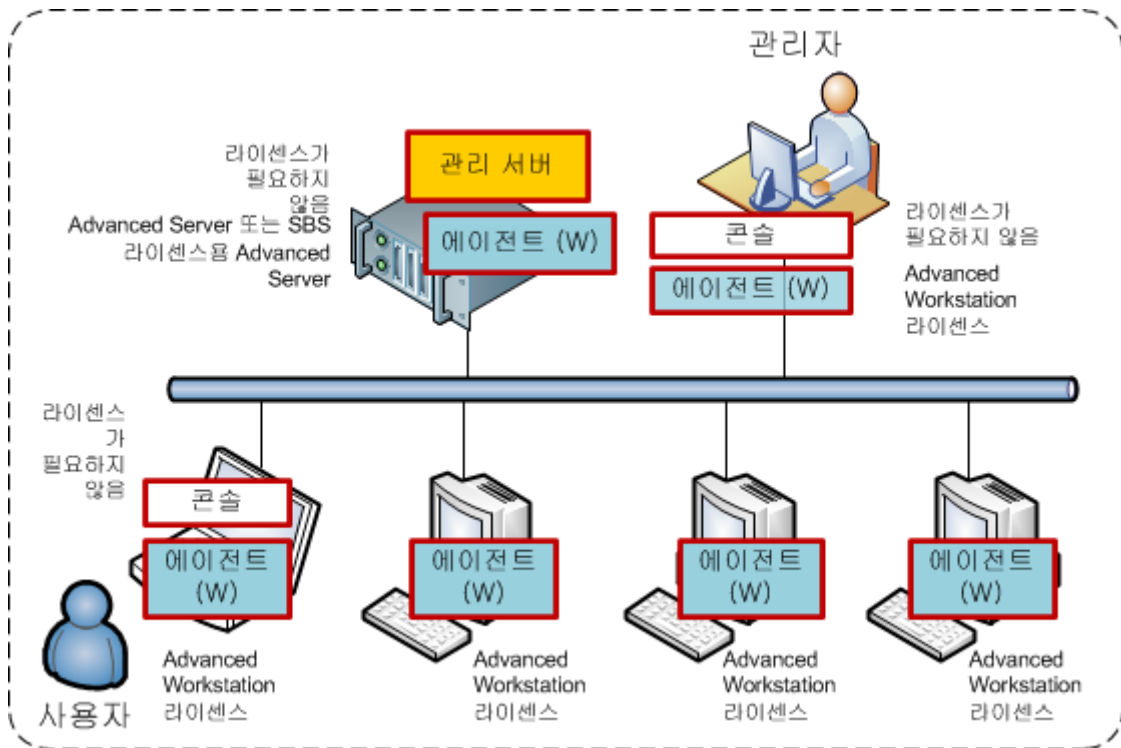 관리자
라이센스가
필요하지
않음
관리 서버
Advanced Server 또는 SBS
라이센스용 Advanced
Server
에이전트 (W)
콘솔
라이센스가
필요하지 않음
에이전트 (W)
Advanced
Workstation
라이센스
라이센스
가
필요하지
않음
콘솔
에이전트
(W)
에이전트
(W)
에이전트
(W)
에이전트
(W)
사용자
Advanced
Workstation
라이센스
Advanced
Workstation
라이센스
Advanced
Workstation
라이센스
Advanced
Workstation
라이센스